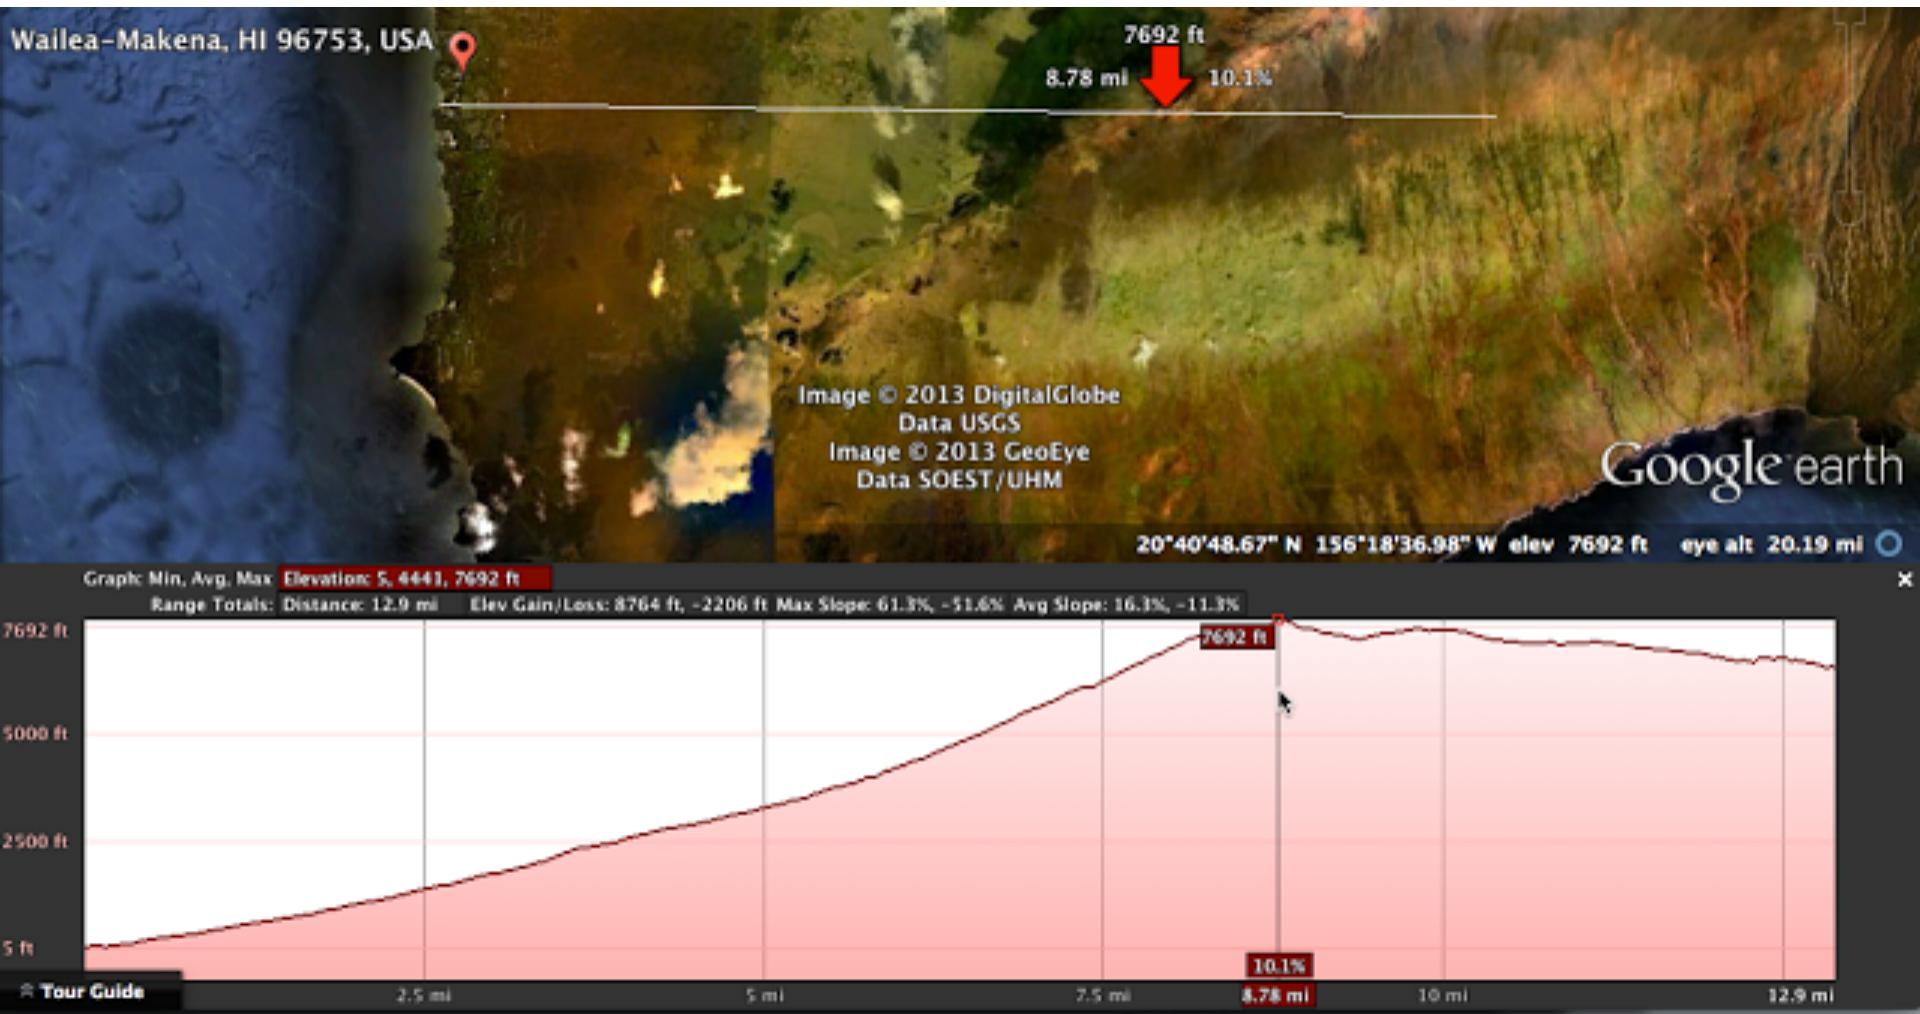 Wailea-Makena, HI 96753, USA
7692 ft
8.78 mi 10.1%
Image © 2013 DigitalGlobe
Data USGS
Image © 2013 GeoEye
Data SOEST/UHM
Google earth
20°40'48.67" N 156°18'36.98" W elev 7692 ft eye alt 20.19 mi
Graph: Min, Avg, Max Elevation: 5, 4441, 7692 ft
Range Totals: Distance: 12.9 mi Elev Gain/Loss: 8764 ft, -2206 ft Max Slope: 61.3%, -51.6% Avg Slope: 16.3%, -11.3%
7692 ft
7692 ft
5000 ft
2500 ft
5 ft
10.1%
Tour Guide
2.5 mi 5 mi 7.5 mi 8.78 mi 10 mi 12.9 mi